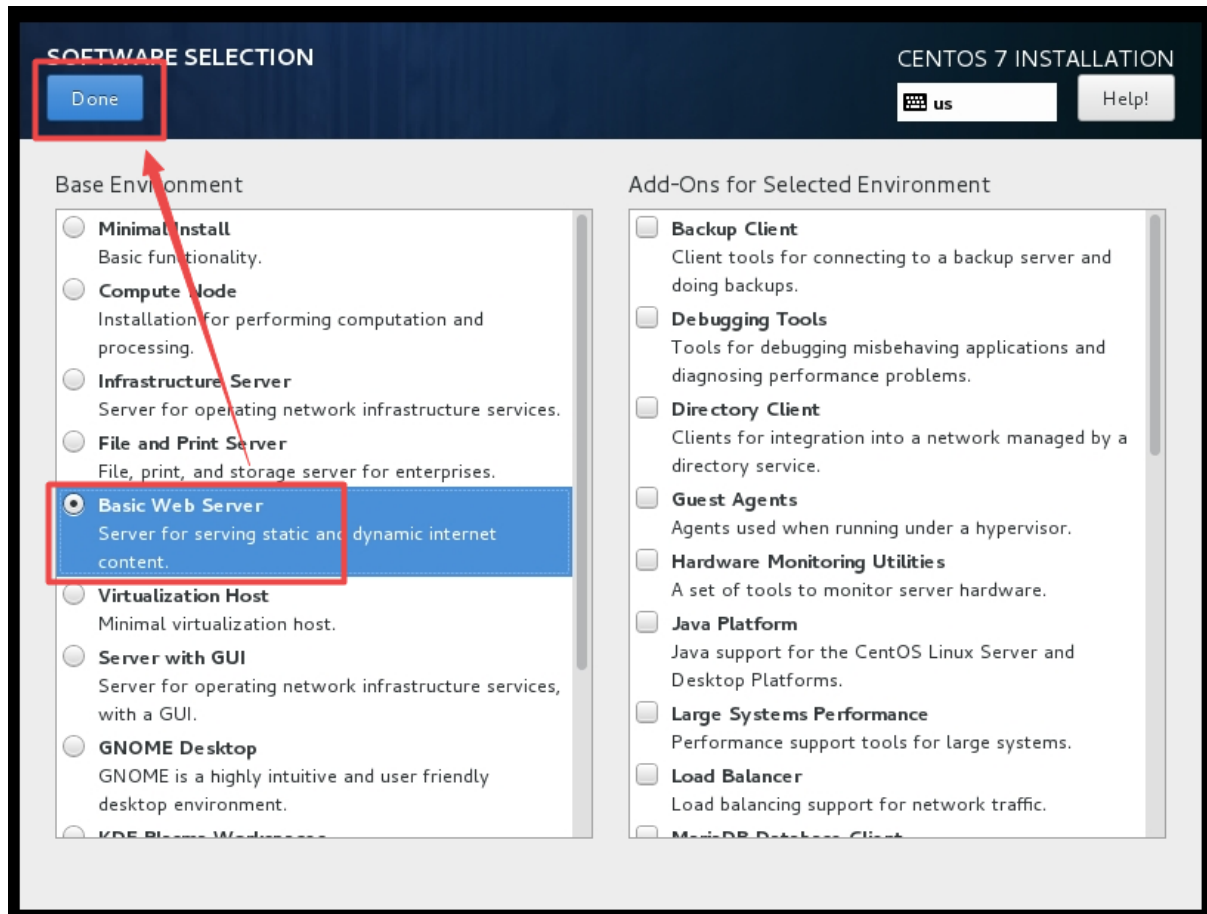 SOFTWARE SELECTION
CENTOS 7 INSTALLATION
Done
us
Help!
Base Environment
Minimal Install
Basic functionality.
Compute Node
Installation for performing computation and
processing.
Infrastructure Server
Server for operating network infrastructure services.
File and Print Server
File, print, and storage server for enterprises.
Basic Web Server
Server for serving static and dynamic internet
content.
Virtualization Host
Minimal virtualization host.
Server with GUI
Server for operating network infrastructure services,
with a GUI.
GNOME Desktop
GNOME is a highly intuitive and user friendly
desktop environment.
KDE Plasma Workspaces
Add-Ons for Selected Environment
Backup Client
Client tools for connecting to a backup server and
doing backups.
Debugging Tools
Tools for debugging misbehaving applications and
diagnosing performance problems.
Directory Client
Clients for integration into a network managed by a
directory service.
Guest Agents
Agents used when running under a hypervisor.
Hardware Monitoring Utilities
A set of tools to monitor server hardware.
Java Platform
Java support for the CentOS Linux Server and
Desktop Platforms.
Large Systems Performance
Performance support tools for large systems.
Load Balancer
Load balancing support for network traffic.
MariaDB Database Client